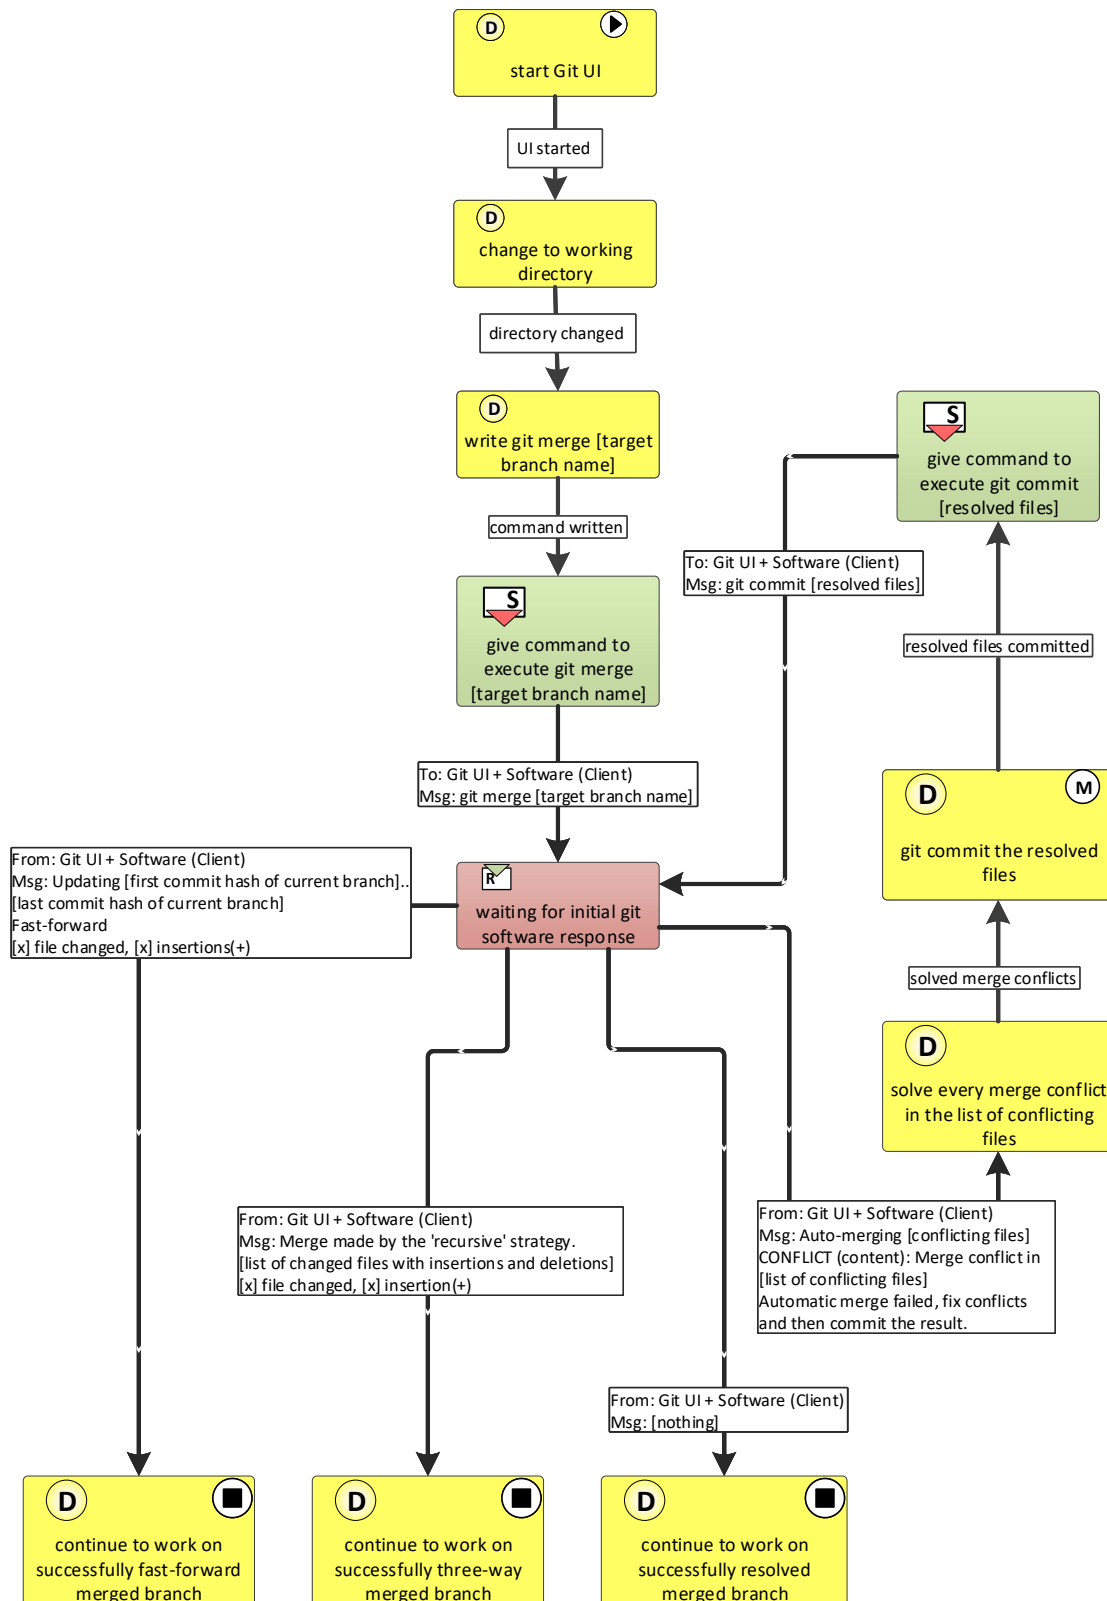 D
start Git UI
UI started
D
change to working
directory
directory changed
D
write git merge [target
branch name]
command written
S
give command to
execute git merge
[target branch name]
To: Git UI + Software (Client)
Msg: git merge [target branch name]
R
waiting for initial git
software response
S
give command to
execute git commit
[resolved files]
To: Git UI + Software (Client)
Msg: git commit [resolved files]
resolved files committed
D
M
git commit the resolved
files
solved merge conflicts
D
solve every merge conflict
in the list of conflicting
files
From: Git UI + Software (Client)
Msg: Updating [first commit hash of current branch]..
[last commit hash of current branch]
Fast-forward
[x] file changed, [x] insertions(+)
From: Git UI + Software (Client)
Msg: Merge made by the 'recursive' strategy.
[list of changed files with insertions and deletions]
[x] file changed, [x] insertion(+)
From: Git UI + Software (Client)
Msg: Auto-merging [conflicting files]
CONFLICT (content): Merge conflict in
[list of conflicting files]
Automatic merge failed, fix conflicts
and then commit the result.
From: Git UI + Software (Client)
Msg: [nothing]
D
continue to work on
successfully fast-forward
merged branch
D
continue to work on
successfully three-way
merged branch
D
continue to work on
successfully resolved
merged branch